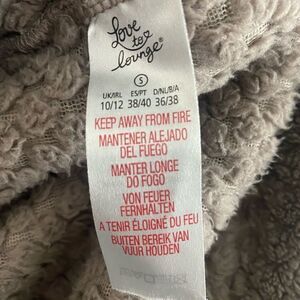 Love
to
lounge®
S
UK/IRL ES/PT D/NL/B/A
10/12 38/40 36/38
KEEP AWAY FROM FIRE
MANTENER ALEJADO
DEL FUEGO
MANTER LONGE
DO FOGO
VON FEUER
FERNHALTEN
A TENIR ÉLOIGNÉ DU FEU
BUITEN BEREIK VAN
VUUR HOUDEN